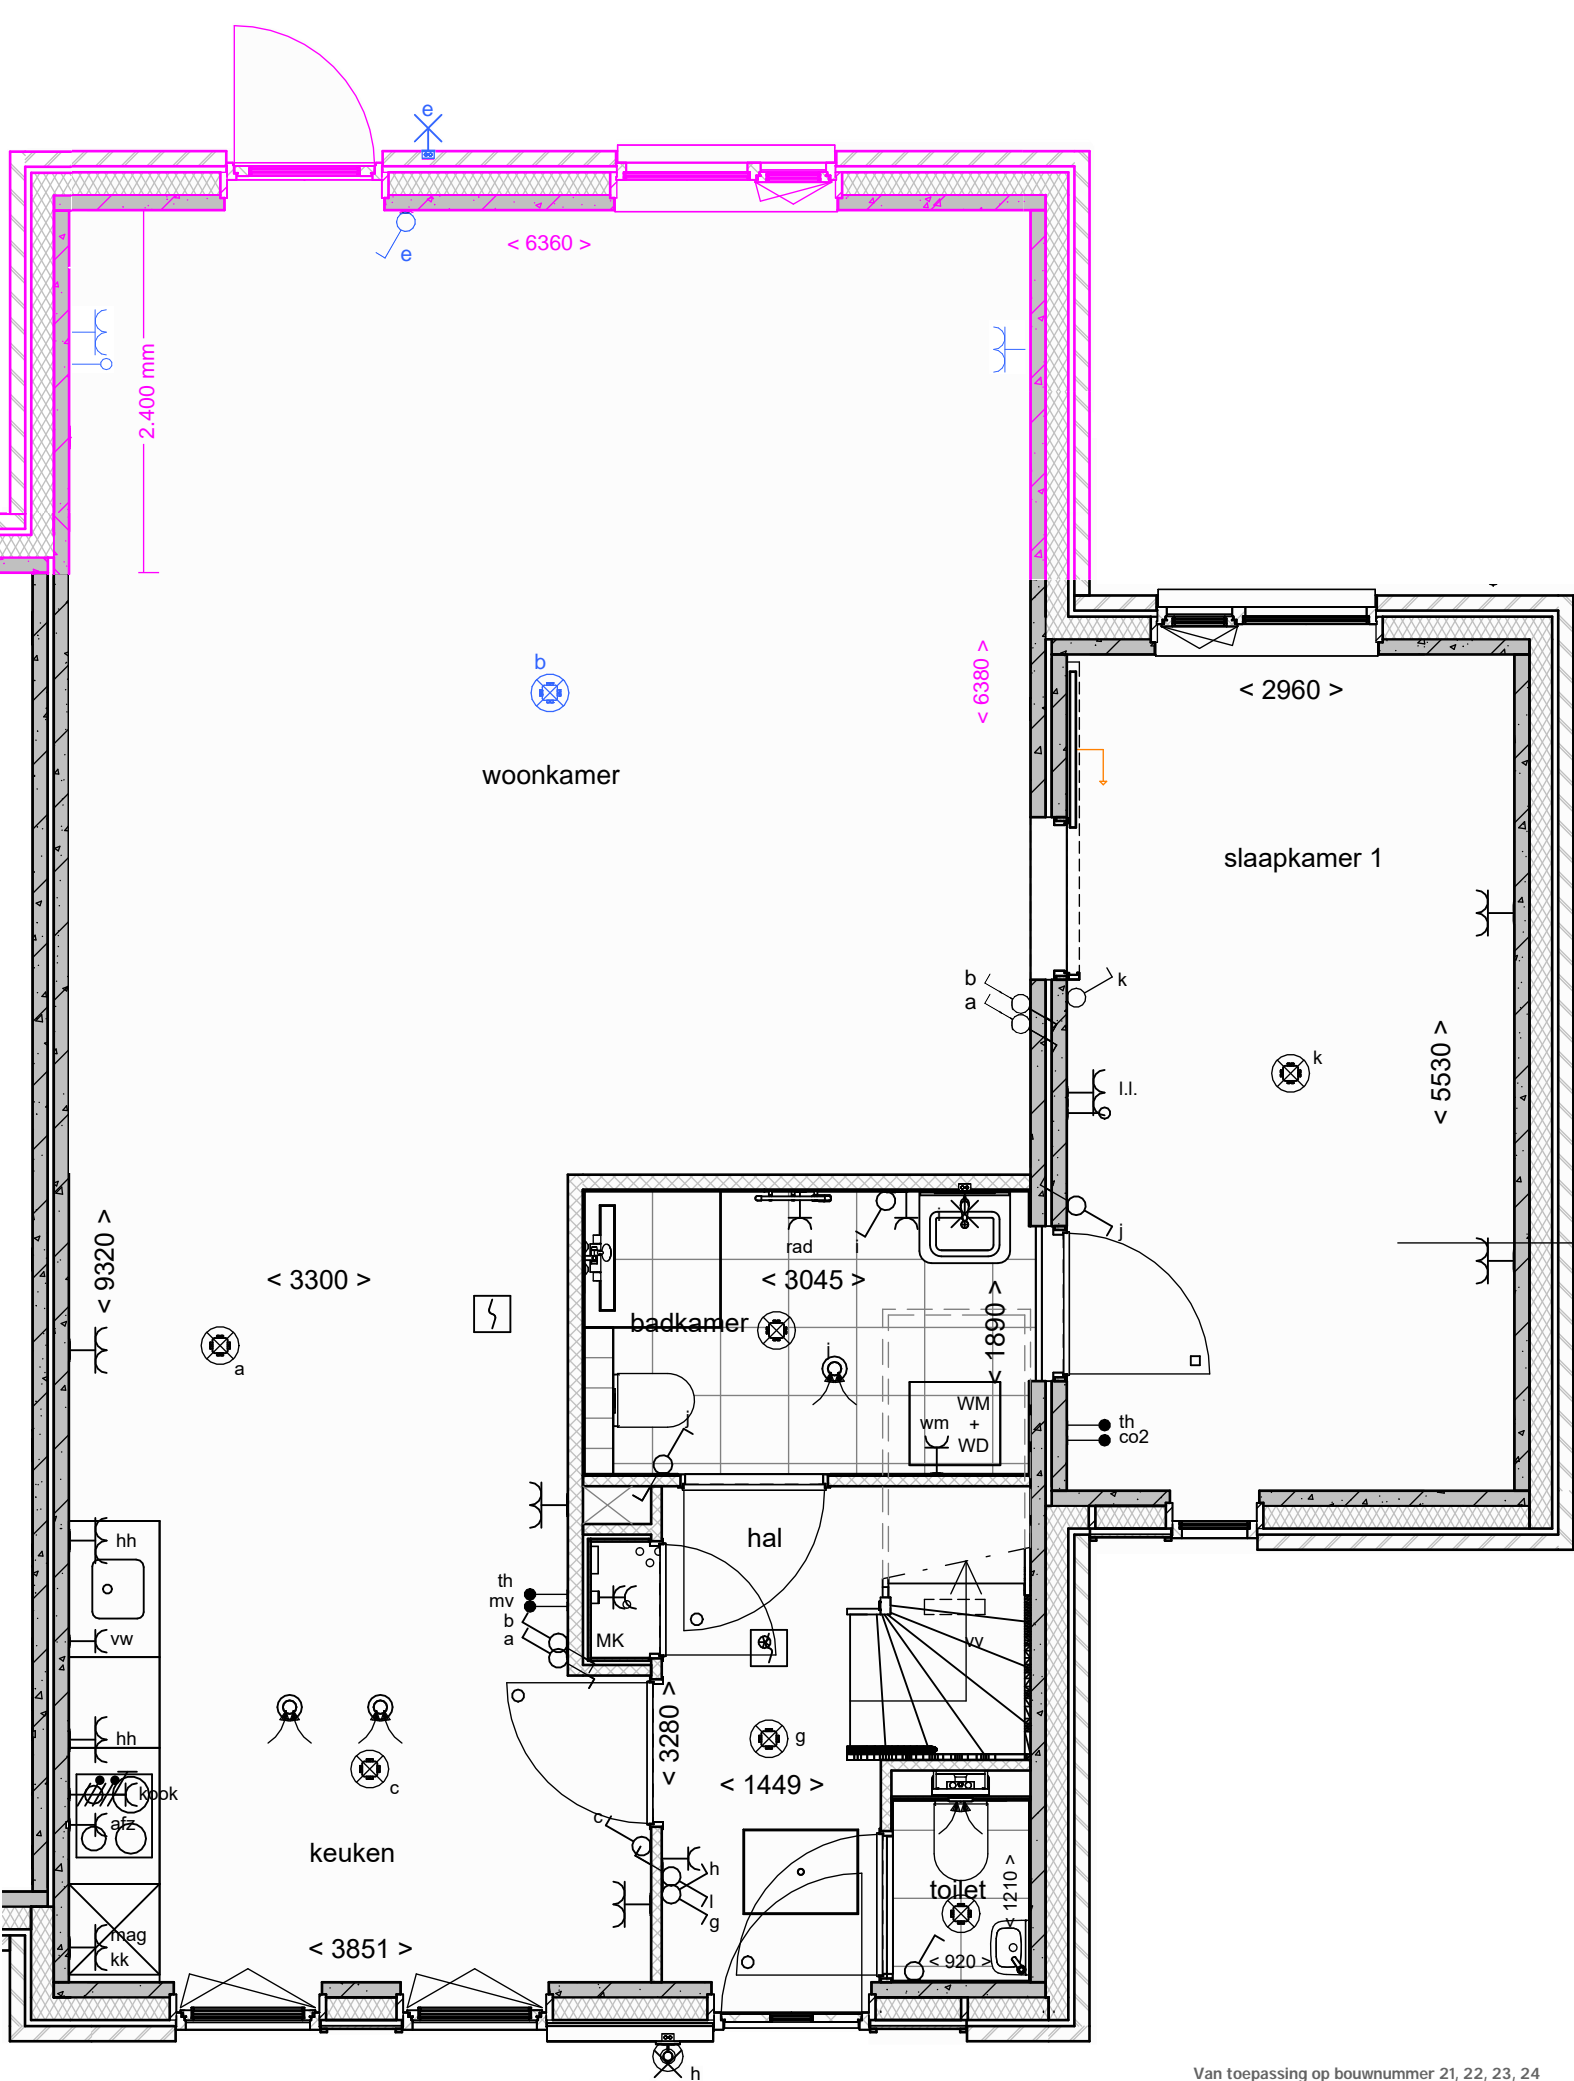 e
e
< 6360 >
2.400 mm
b
< 6380 >
woonkamer
< 2960 >
slaapkamer 1
b
a
k
k
l.l.
< 5530 >
j
< 9320 >
< 3300 >
rad
i
i
< 3045 >
badkamer
< 1890 >
a
j
i
wm
WM
+
WD
th
co2
hh
hal
th
mv
b
a
MK
vv
vw
hh
< 3280 >
g
kook
c
< 1449 >
afz
c
keuken
h
l
g
toilet
< 1210 >
mag
kk
< 3851 >
< 920 >
h
Van toepassing op bouwnummer 21, 22, 23, 24